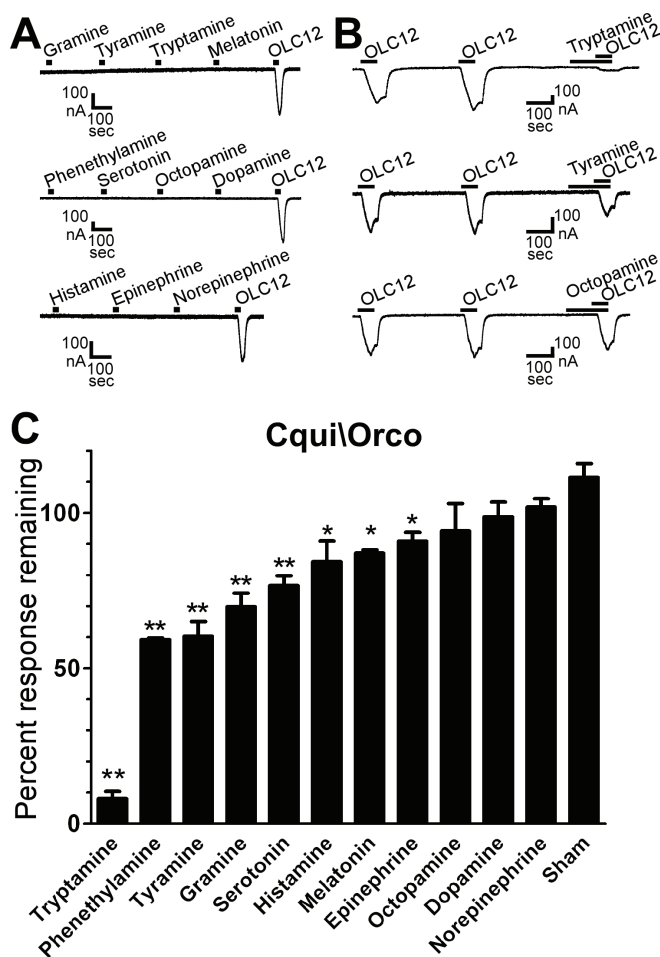 A
Gramine
Tyramine
Tryptamine
Melatonin
OLC12
100
nA
100
sec
Phenethylamine
Serotonin
Octopamine
Dopamine
OLC12
100
nA
100
sec
Histamine
Epinephrine
Norepinephrine
OLC12
100
nA
100
sec
B
OLC12
OLC12
Tryptamine
OLC12
100
sec
100
nA
OLC12
OLC12
Tyramine
OLC12
100
sec
100
nA
OLC12
OLC12
Octopamine
OLC12
100
sec
100
nA
C
Cqui\Orco
Percent response remaining
100
50
0
**
**
**
**
**
*
*
*
Tryptamine
Phenethylamine
Tyramine
Gramine
Serotonin
Histamine
Melatonin
Epinephrine
Octopamine
Dopamine
Norepinephrine
Sham